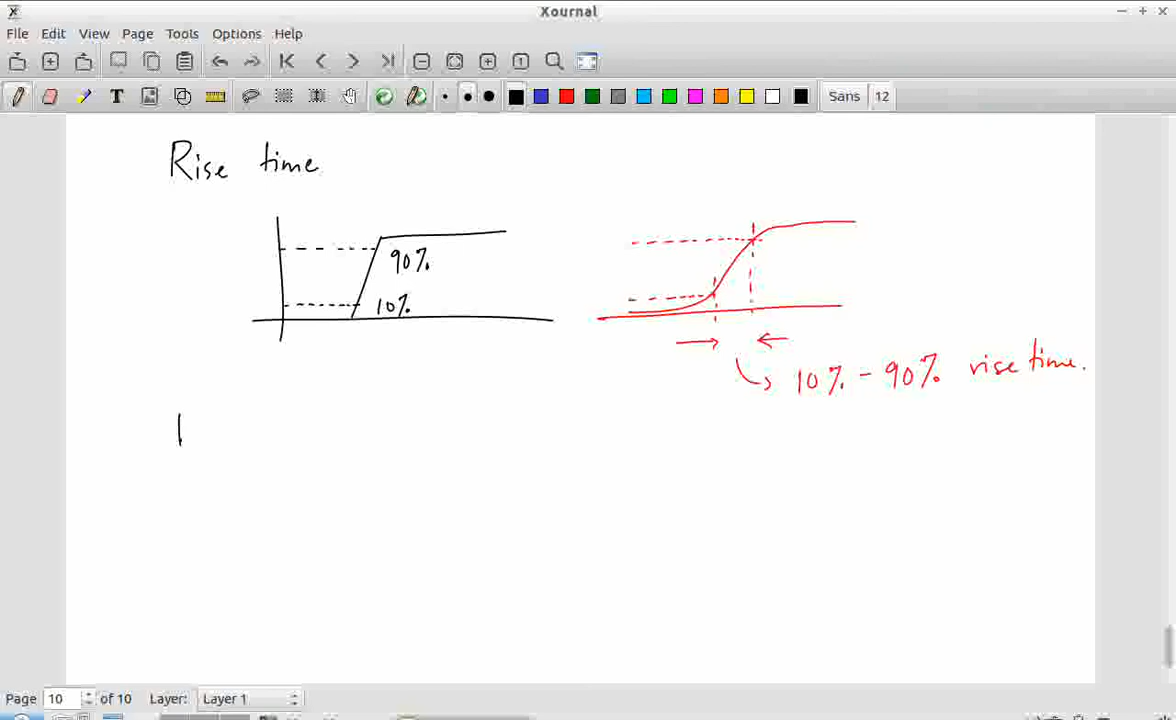 Xournal
File Edit View Page Tools Options Help
Sans 12
Rise time
90%
10%
10% - 90% rise time.
Page 10 of 10 Layer: Layer 1